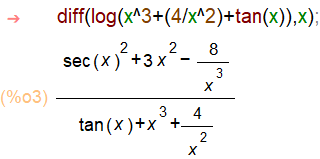 → diff(log(x^3+(4/x^2)+tan(x)),x);
(%o3) (sec(x)^2+3x^2-8/x^3)/(tan(x)+x^3+4/x^2)